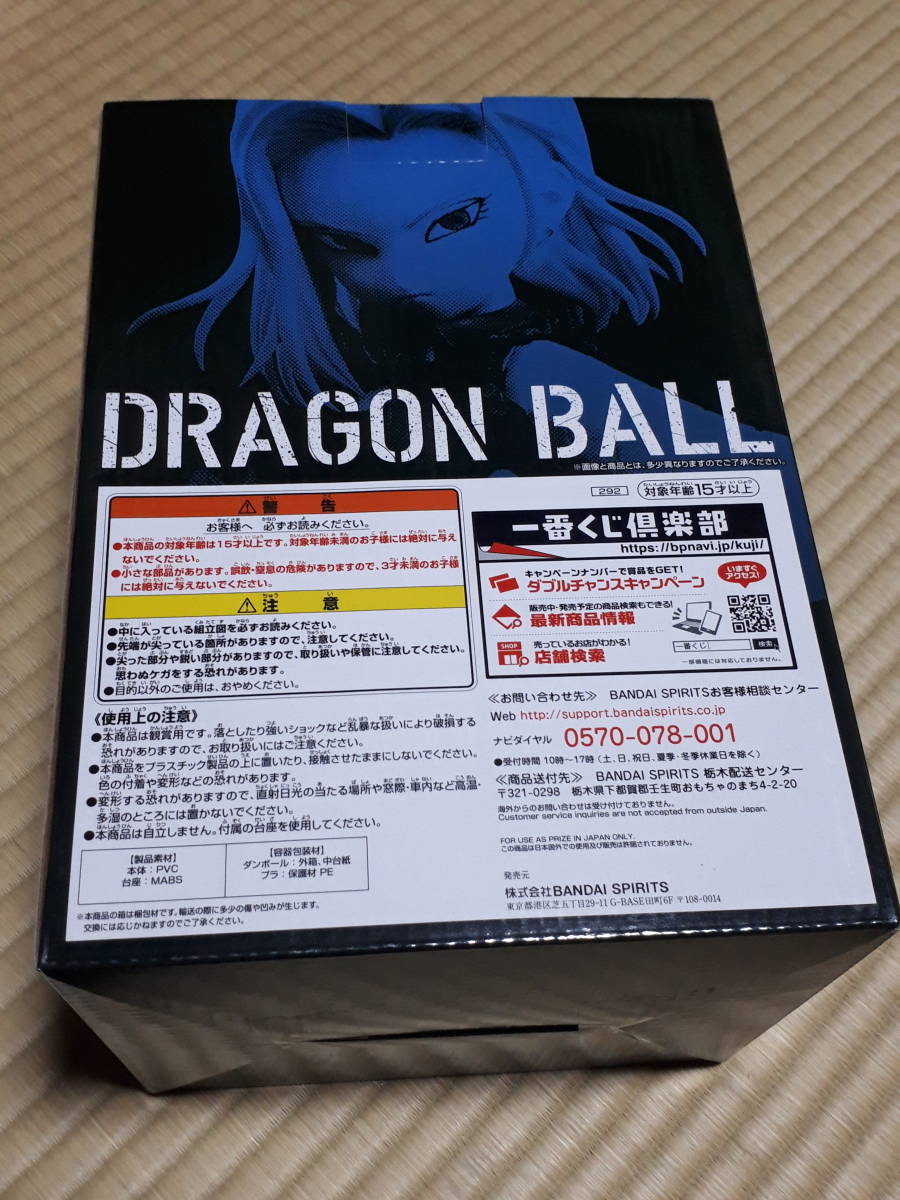 DRAGON BALL
※画像と商品とは、多少異なりますのでご了承ください。
292
対象年齢15才以上
⚠警告
お客様へ 必ずお読みください。
●本商品の対象年齢は15才以上です。対象年齢未満のお子様には絶対に与え
ないでください。
●小さな部品があります。誤飲・窒息の危険がありますので、3才未満のお子様
には絶対に与えないでください。
⚠注意
●中に入っている組立図を必ずお読みください。
●先端が尖っている箇所がありますので、注意してください。
●尖った部分や鋭い部分がありますので、取り扱いや保管に注意してください。
思わぬケガをする恐れがあります。
●目的以外のご使用は、おやめください。
《使用上の注意》
●本商品は観賞用です。落としたり強いショックなど乱暴な扱いにより破損する
恐れがありますので、お取り扱いにはご注意ください。
●本商品をプラスチック製品の上に置いたり、接触させたままにしないでください。
色の付着や変形などの恐れがあります。
●変形する恐れがありますので、直射日光の当たる場所や窓際・車内など高温・
多湿のところには置かないでください。
●本商品は自立しません。付属の台座を使用してください。
【製品素材】
本体:PVC
台座:MABS
【容器包装材】
ダンボール:外箱、中台紙
プラ:保護材 PE
※本商品の箱は梱包材です。輸送の際に多少の傷や凹みが生じます。
交換には応じかねますのでご了承ください。
一番くじ倶楽部
https://bpnavi.jp/kuji/
キャンペーンナンバーで賞品をGET!
ダブルチャンスキャンペーン
いますぐ
アクセス!
販売中・発売予定の商品検索もできる!
最新商品情報
SHOP
売っているお店がわかる!
店舗検索
一番くじ
検索
一部機種には対応しておりません。
≪お問い合わせ先≫ BANDAI SPIRITSお客様相談センター
Web http://support.bandaispirits.co.jp
ナビダイヤル 0570-078-001
●受付時間 10時〜17時(土、日、祝日、夏季・冬季休業日を除く)
≪商品送付先≫ BANDAI SPIRITS 栃木配送センター
〒321-0298 栃木県下都賀郡壬生町おもちゃのまち4-2-20
海外からのお問い合わせは受け付けておりません。
Customer service inquiries are not accepted from outside Japan.
FOR USE AS PRIZE IN JAPAN ONLY.
この商品は日本国外での使用及び販売は許諾されておりません。
発売元
株式会社BANDAI SPIRITS
東京都港区芝五丁目29-11 G-BASE田町6F 〒108-0014